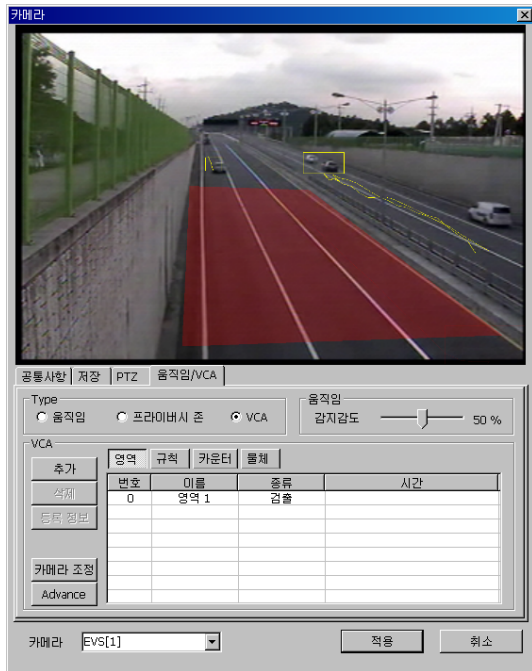 카메라
공통사항 저장 PTZ 움직임/VCA
Type
움직임 프라이버시 존 VCA
움직임
감지감도 50 %
VCA
추가
삭제
등록 정보
카메라 조정
Advance
영역 규칙 카운터 물체
번호 이름 종류 시간
0 영역 1 검출
카메라 EVS[1] 적용 취소